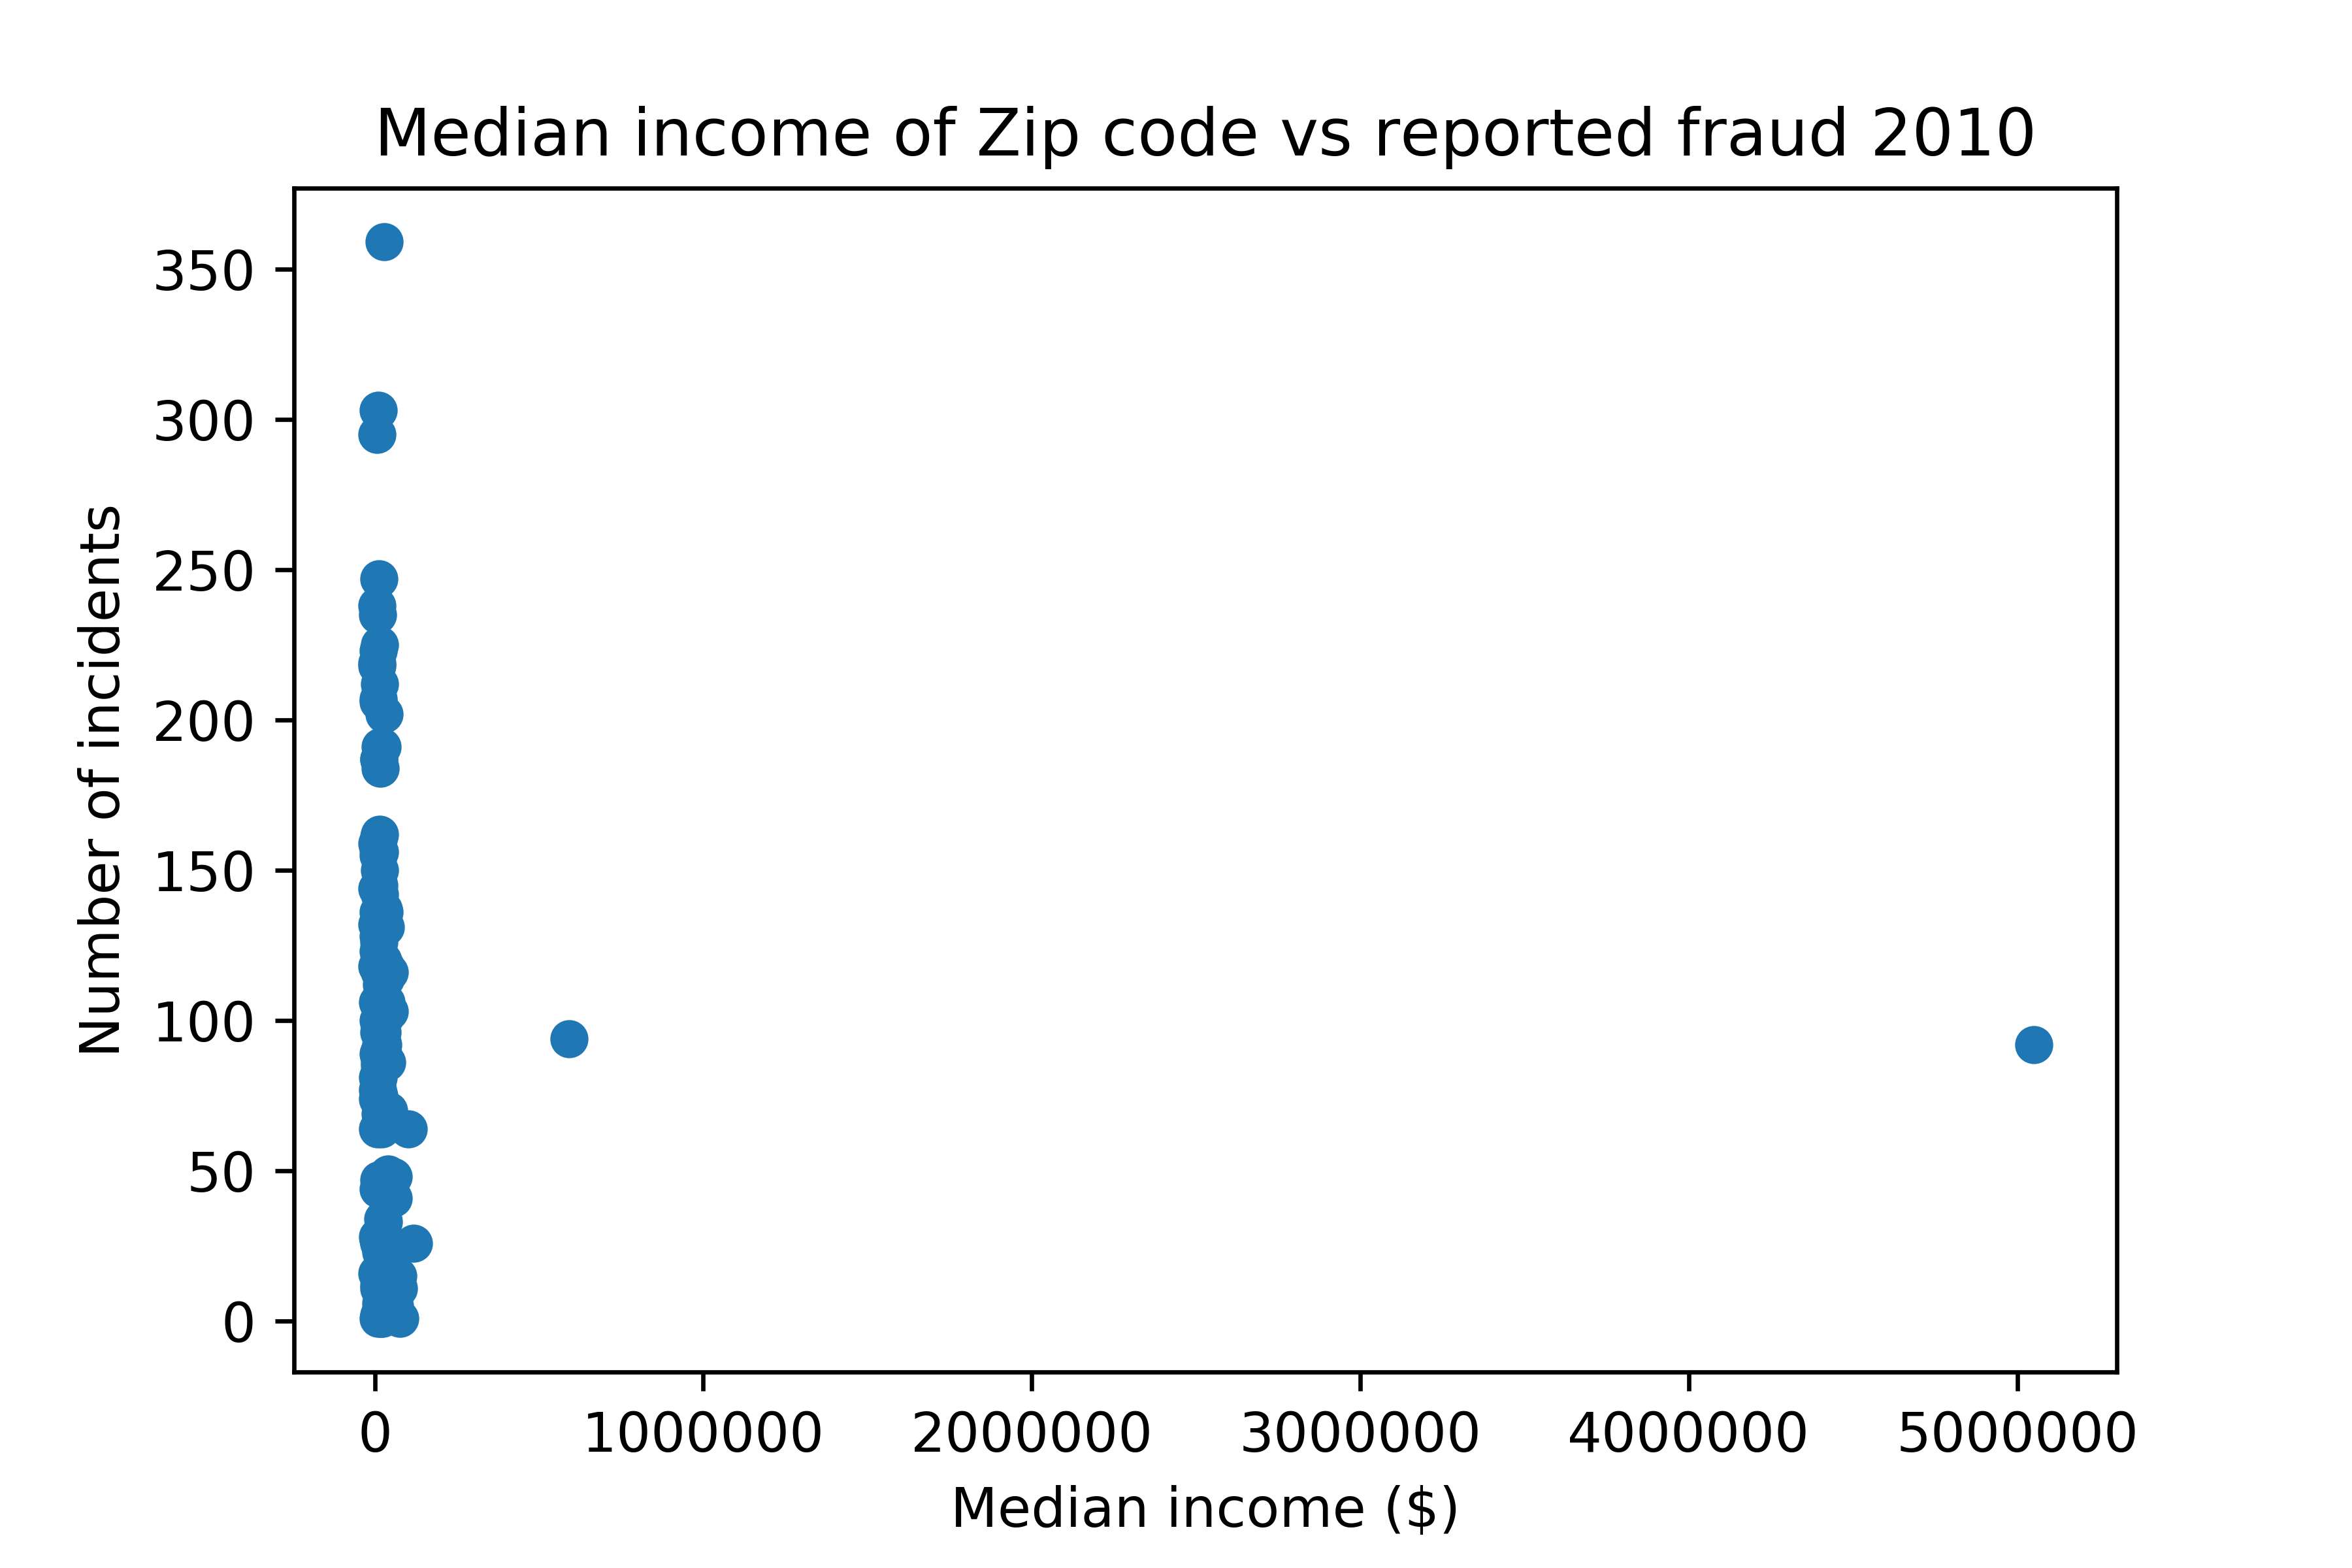 Median income of Zip code vs reported fraud 2010
350
300
250
200
150
100
50
0
Number of incidents
0 1000000 2000000 3000000 4000000 5000000
Median income ($)